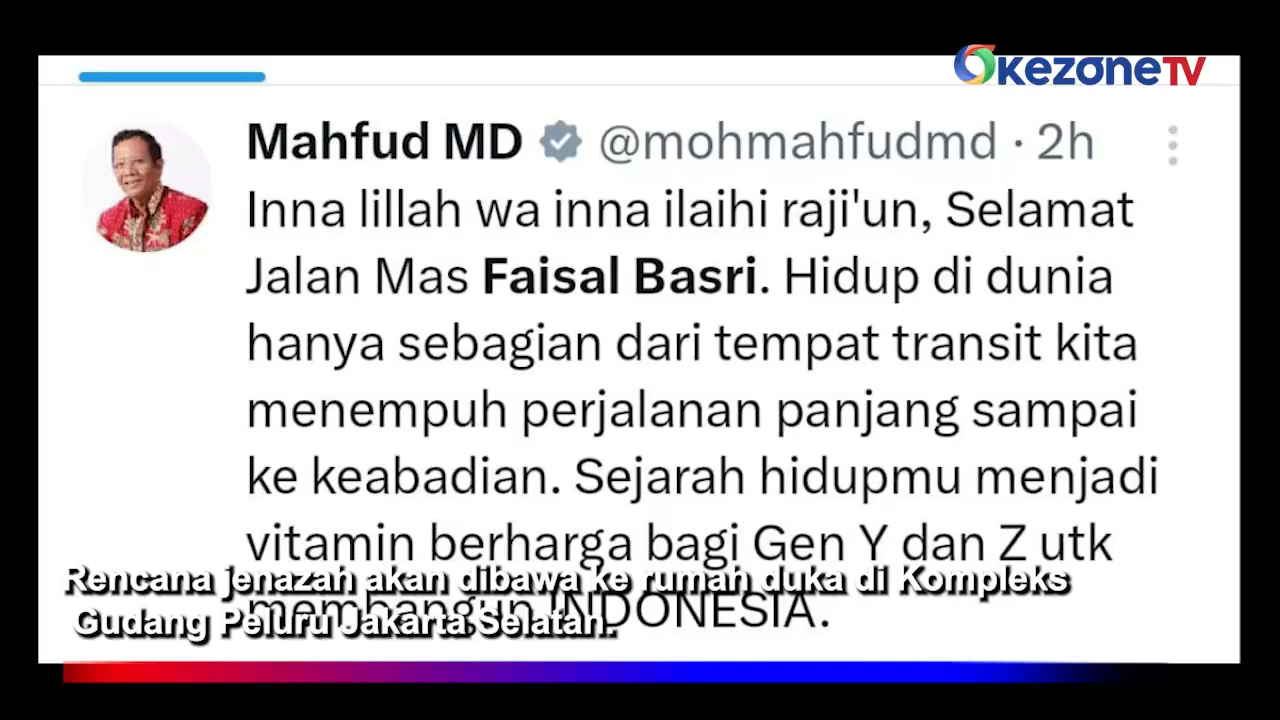 OkezoneTV
Mahfud MD @mohmahfudmd · 2h
Inna lillah wa inna ilaihi raji'un, Selamat
Jalan Mas Faisal Basri. Hidup di dunia
hanya sebagian dari tempat transit kita
menempuh perjalanan panjang sampai
ke keabadian. Sejarah hidupmu menjadi
vitamin berharga bagi Gen Y dan Z utk
membangun INDONESIA.
Rencana jenazah akan dibawa ke rumah duka di Kompleks
Gudang Peluru Jakarta Selatan.